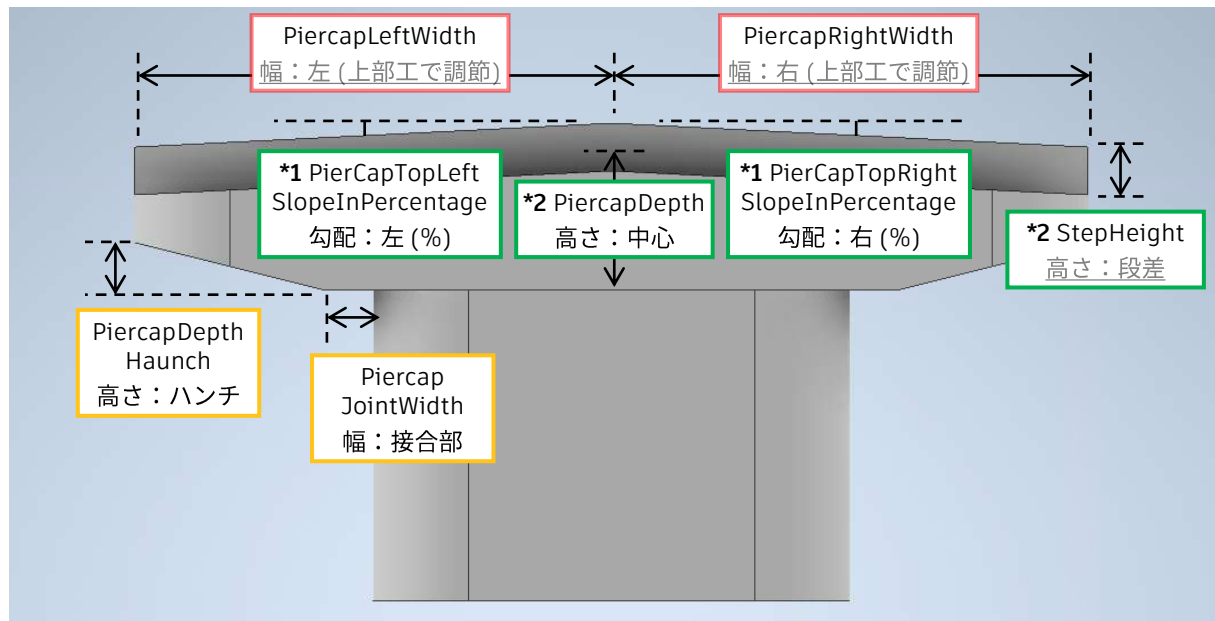 PiercapLeftWidth
幅：左 (上部工で調節)
PiercapRightWidth
幅：右 (上部工で調節)
*1 PierCapTopLeft
SlopeInPercentage
勾配：左 (%)
*2 PiercapDepth
高さ：中心
*1 PierCapTopRight
SlopeInPercentage
勾配：右 (%)
*2 StepHeight
高さ：段差
PiercapDepth
Haunch
高さ：ハンチ
Piercap
JointWidth
幅：接合部